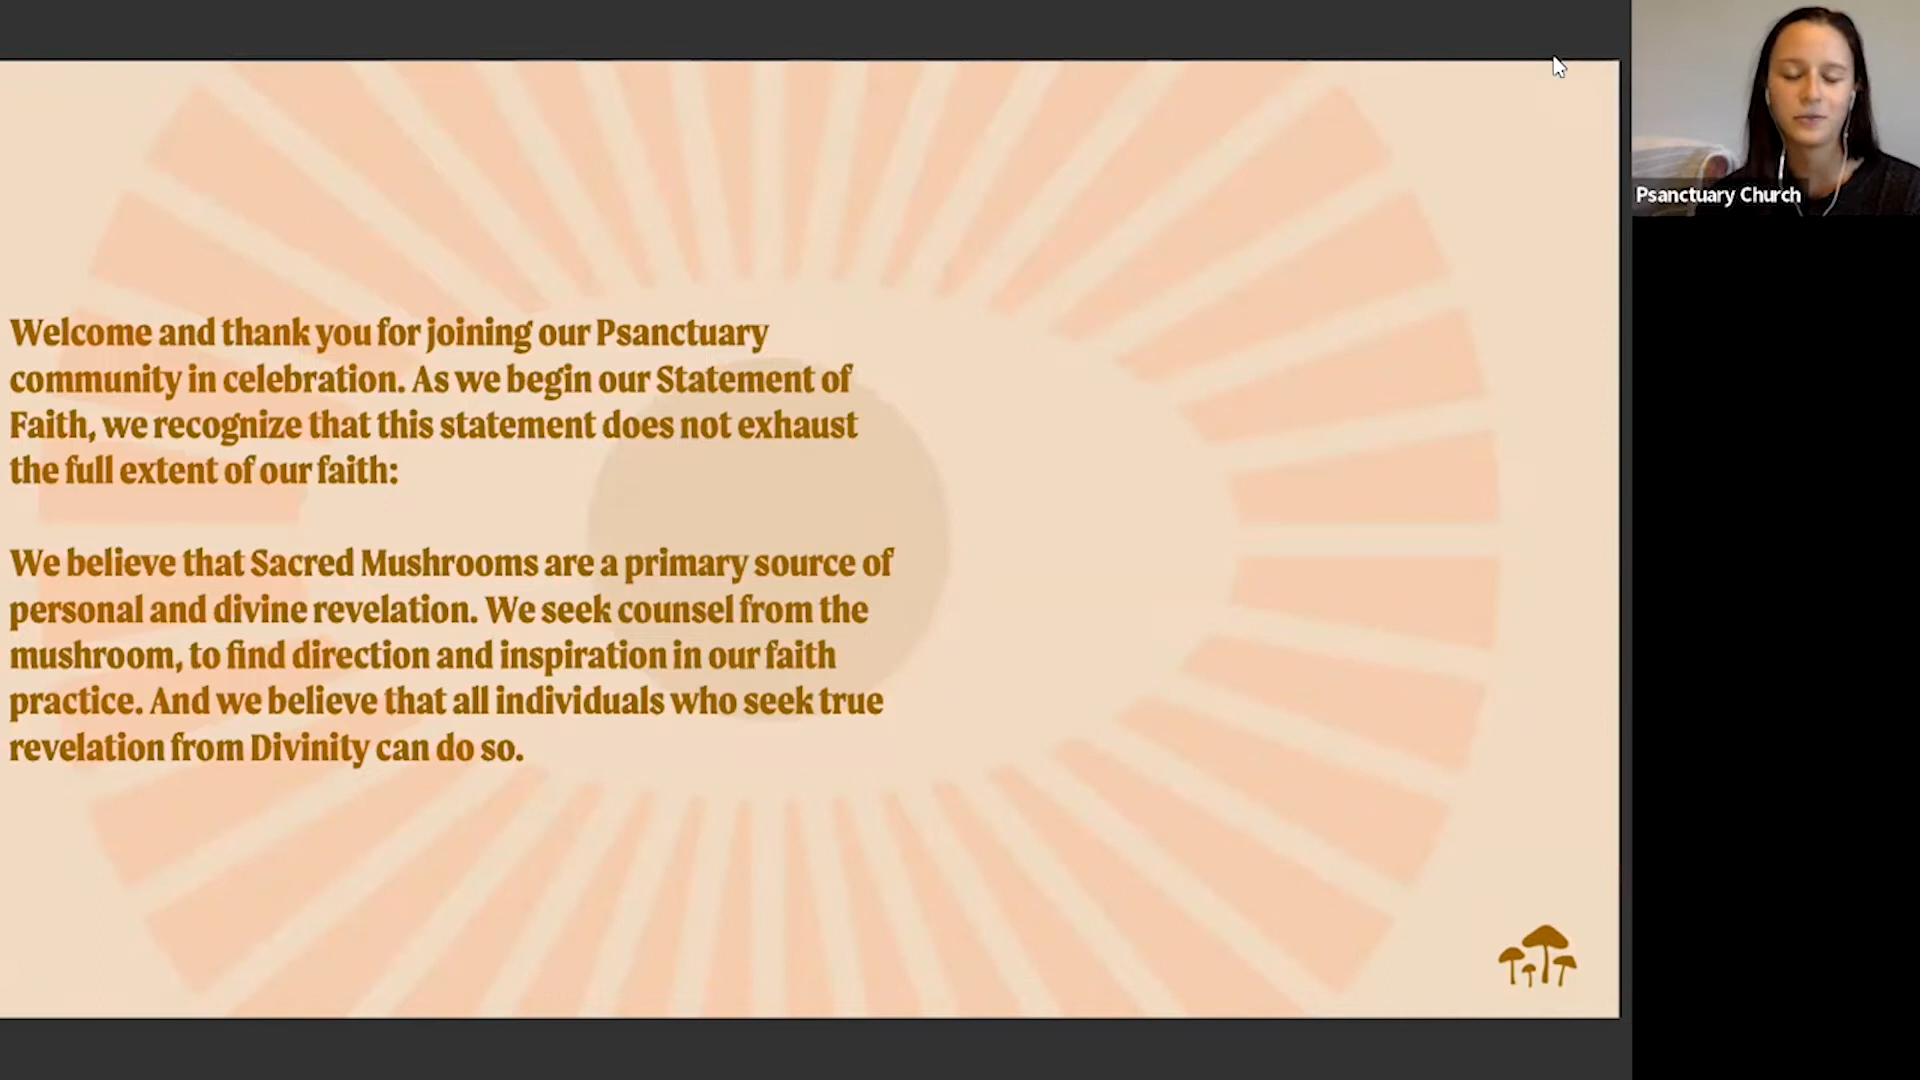 Welcome and thank you for joining our Psanctuary
community in celebration. As we begin our Statement of
Faith, we recognize that this statement does not exhaust
the full extent of our faith:
We believe that Sacred Mushrooms are a primary source of
personal and divine revelation. We seek counsel from the
mushroom, to find direction and inspiration in our faith
practice. And we believe that all individuals who seek true
revelation from Divinity can do so.
Psanctuary Church